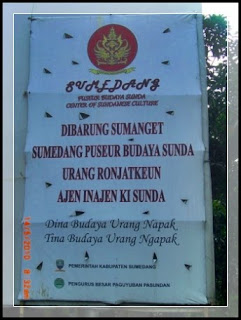 SUMEDANG
PUSEUR BUDAYA SUNDA
CENTER OF SUNDANESE CULTURE
DIBARUNG SUMANGET
SUMEDANG PUSEUR BUDAYA SUNDA
URANG RONJATKEUN
AJEN INAJEN KI SUNDA
Dina Budaya Urang Napak
Tina Budaya Urang Ngapak
PEMERINTAH KABUPATEN SUMEDANG
PENGURUS BESAR PAGUYUBAN PASUNDAN